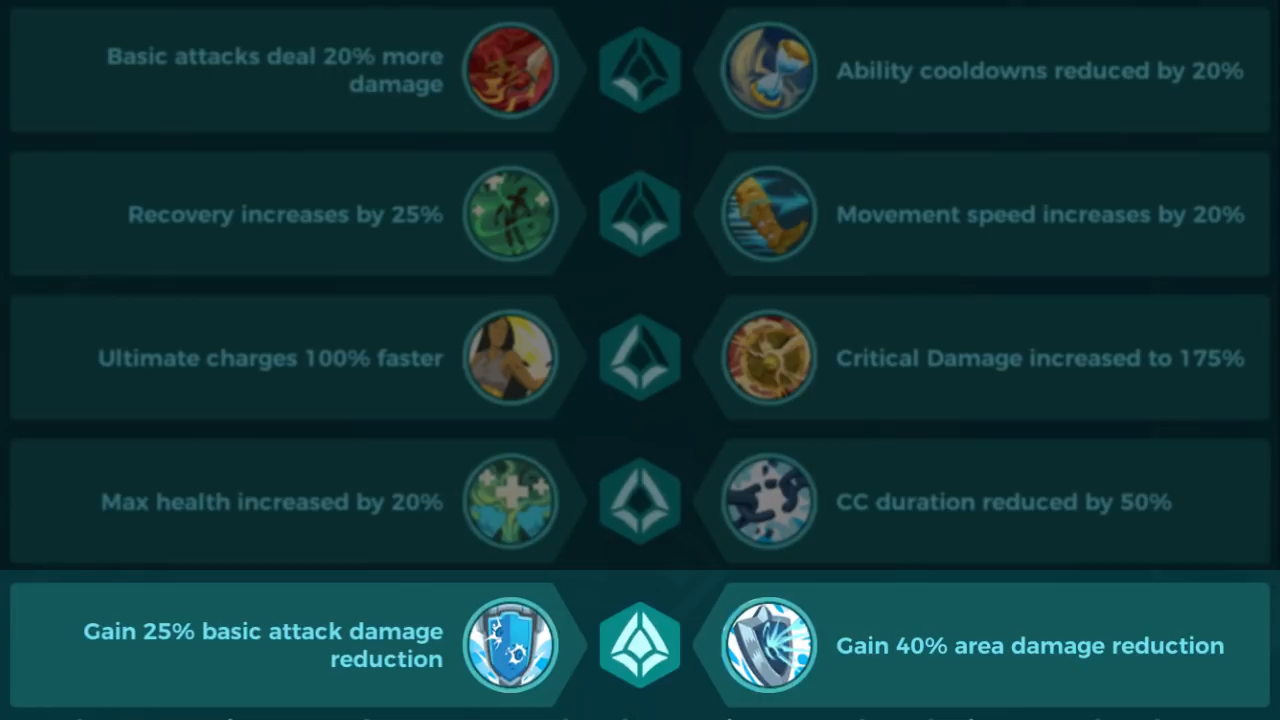 Basic attacks deal 20% more
damage
Ability cooldowns reduced by 20%
Recovery increases by 25%
Movement speed increases by 20%
Ultimate charges 100% faster
Critical Damage increased to 175%
Max health increased by 20%
CC duration reduced by 50%
Gain 25% basic attack damage
reduction
Gain 40% area damage reduction